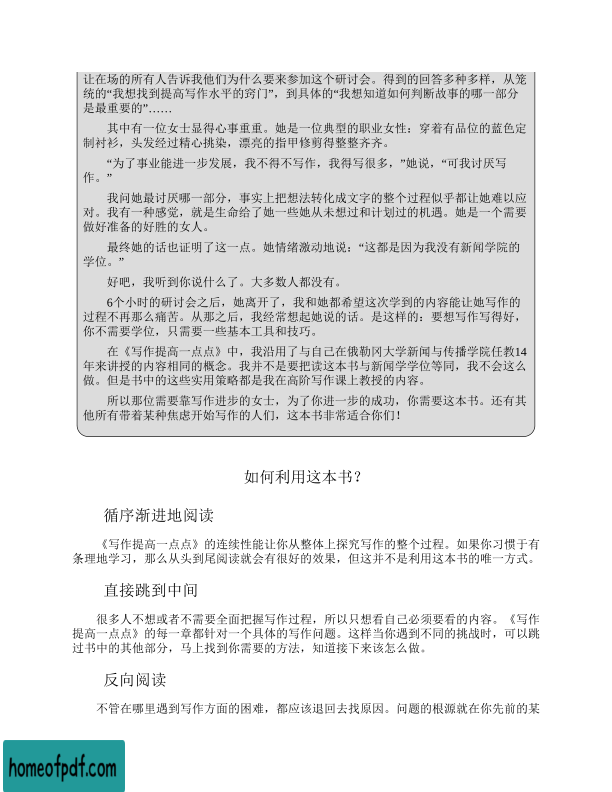 让在场的所有人告诉我他们为什么要来参加这个研讨会。得到的回答多种多样，从笼
统的“我想找到提高写作水平的窍门”，到具体的“我想知道如何判断故事的哪一部分
是最重要的”……
其中有一位女士显得心事重重。她是一位典型的职业女性：穿着有品位的蓝色定
制衬衫，头发经过精心挑染，漂亮的指甲修剪得整整齐齐。
“为了事业能进一步发展，我不得不写作，我得写很多，”她说，“可我讨厌写
作。”
我问她最讨厌哪一部分，事实上把想法转化成文字的整个过程似乎都让她难以应
对。我有一种感觉，就是生命给了她一些她从未想过和计划过的机遇。她是一个需要
做好准备的好胜的女人。
最终她的话也证明了这一点。她情绪激动地说：“这都是因为我没有新闻学院的
学位。”
好吧，我听到你说什么了。大多数人都没有。
6个小时的研讨会之后，她离开了，我和她都希望这次学到的内容能让她写作的
过程不再那么痛苦。从那之后，我经常想起她说的话。是这样的：要想写作写得好，
你不需要学位，只需要一些基本工具和技巧。
在《写作提高一点点》中，我沿用了与自己在俄勒冈大学新闻与传播学院任教14
年来讲授的内容相同的概念。我并不是要把读这本书与新闻学学位等同，我不会这么
做。但是书中的这些实用策略都是我在高阶写作课上教授的内容。
所以那位需要靠写作进步的女士，为了你进一步的成功，你需要这本书。还有其
他所有带着某种焦虑开始写作的人们，这本书非常适合你们！
如何利用这本书？
循序渐进地阅读
《写作提高一点点》的连续性能让你从整体上探究写作的整个过程。如果你习惯于有
条理地学习，那么从头到尾阅读就会有很好的效果，但这并不是利用这本书的唯一方式。
直接跳到中间
很多人不想或者不需要全面把握写作过程，所以只想看自己必须要看的内容。《写作
提高一点点》的每一章都针对一个具体的写作问题。这样当你遇到不同的挑战时，可以跳
过书中的其他部分，马上找到你需要的方法，知道接下来该怎么做。
反向阅读
不管在哪里遇到写作方面的困难，都应该退回去找原因。问题的根源就在你先前的某
homeofpdf.com